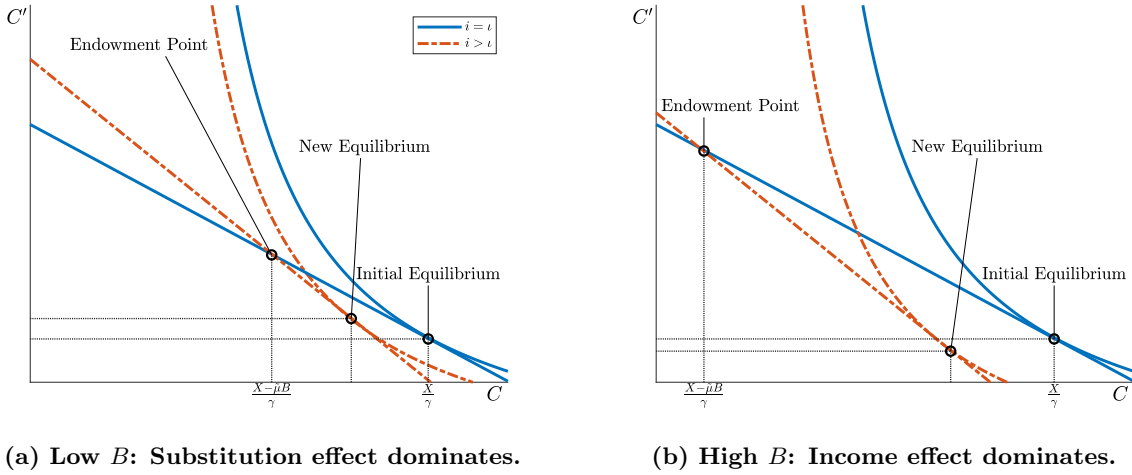 C′
Endowment Point
i = ι
i > ι
New Equilibrium
Initial Equilibrium
X−μ̄B
γ
X
γ
C
C′
Endowment Point
New Equilibrium
Initial Equilibrium
X−μ̄B
γ
X
γ
C
(a) Low B: Substitution effect dominates.
(b) High B: Income effect dominates.